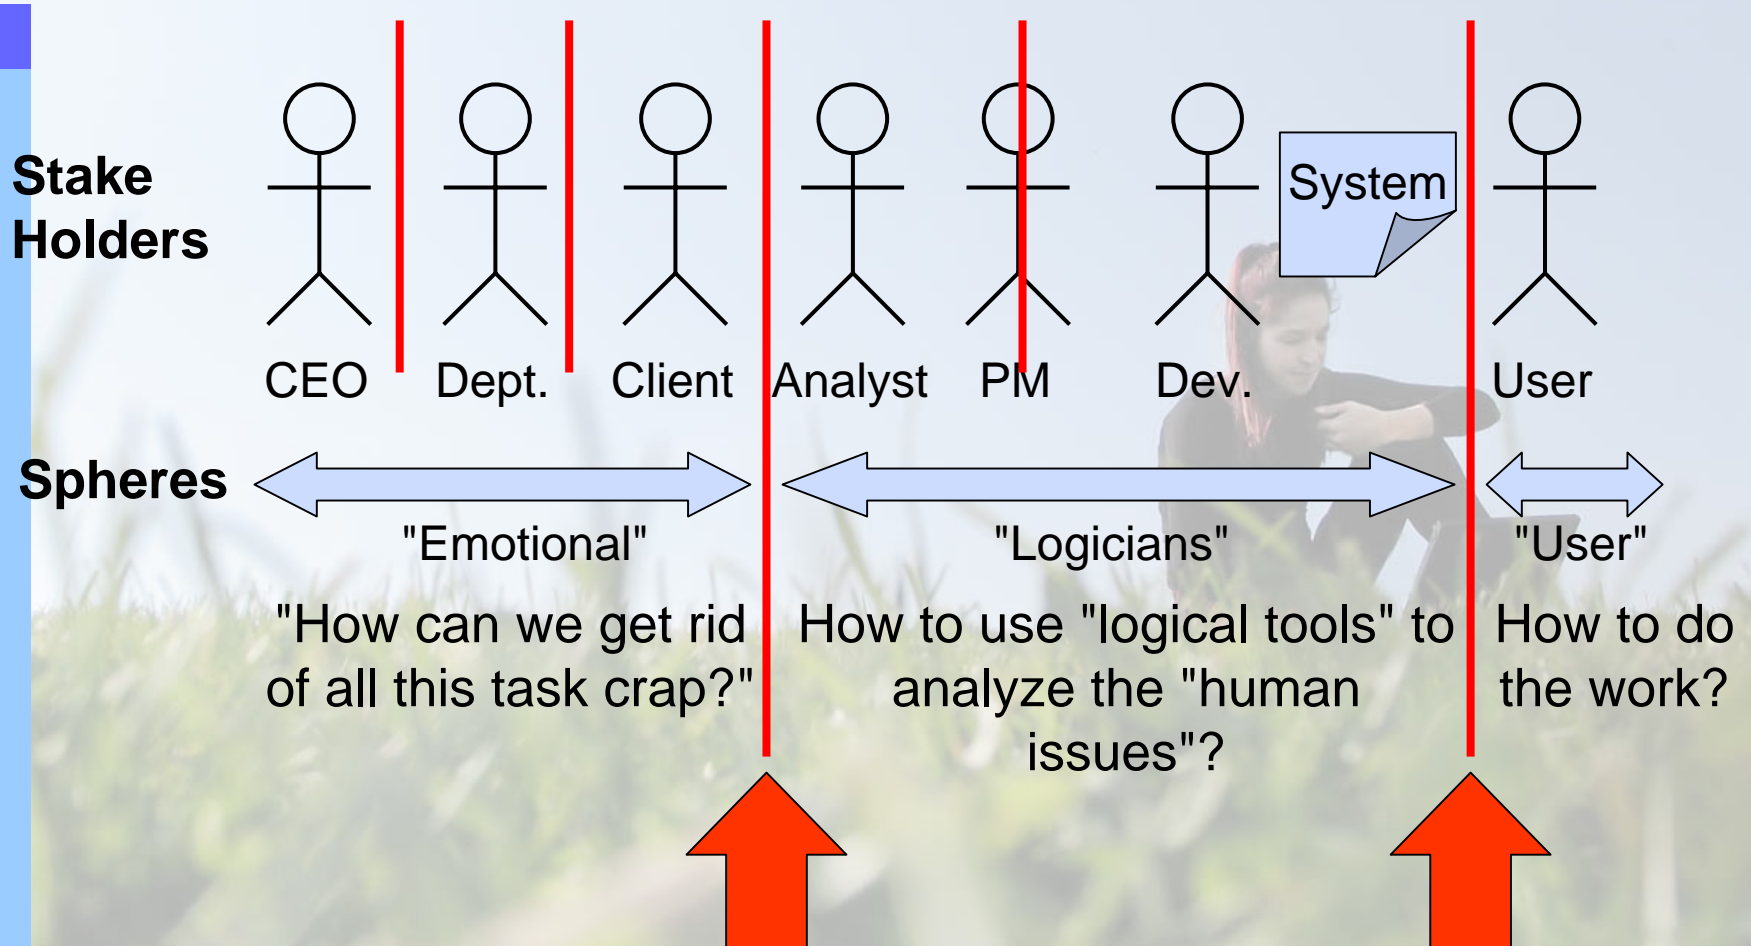 Stake
Holders
System
CEO
Dept.
Client
Analyst
PM
Dev.
User
Spheres
"Emotional"
"Logicians"
"User"
"How can we get rid
of all this task crap?"
How to use "logical tools" to
analyze the "human
issues"?
How to do
the work?